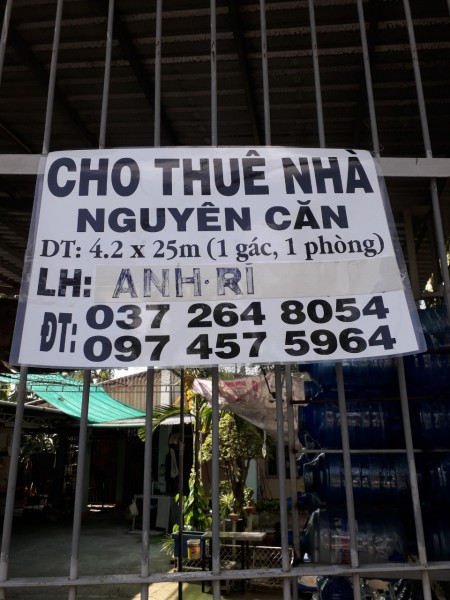 CHO THUÊ NHÀ
NGUYÊN CĂN
DT: 4.2 x 25m (1 gác, 1 phòng)
LH: ANH.RI
ĐT: 037 264 8054
097 457 5964